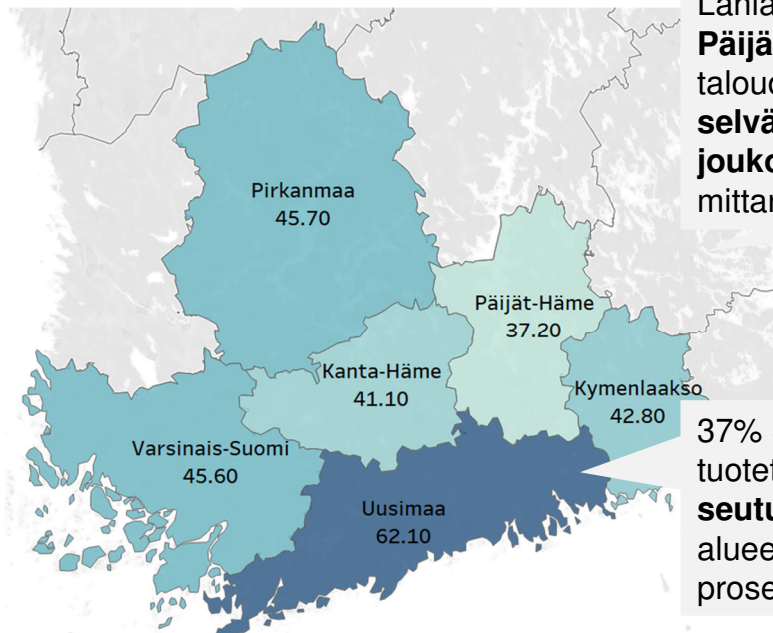 Lahla
Päijä
taloud
selvä
jouko
mittar
Pirkanmaa
45.70
Päijät-Häme
37.20
Kanta-Häme
41.10
Kymenlaakso
42.80
Varsinais-Suomi
45.60
Uusimaa
62.10
37%
tuotet
seutu
aluee
prose